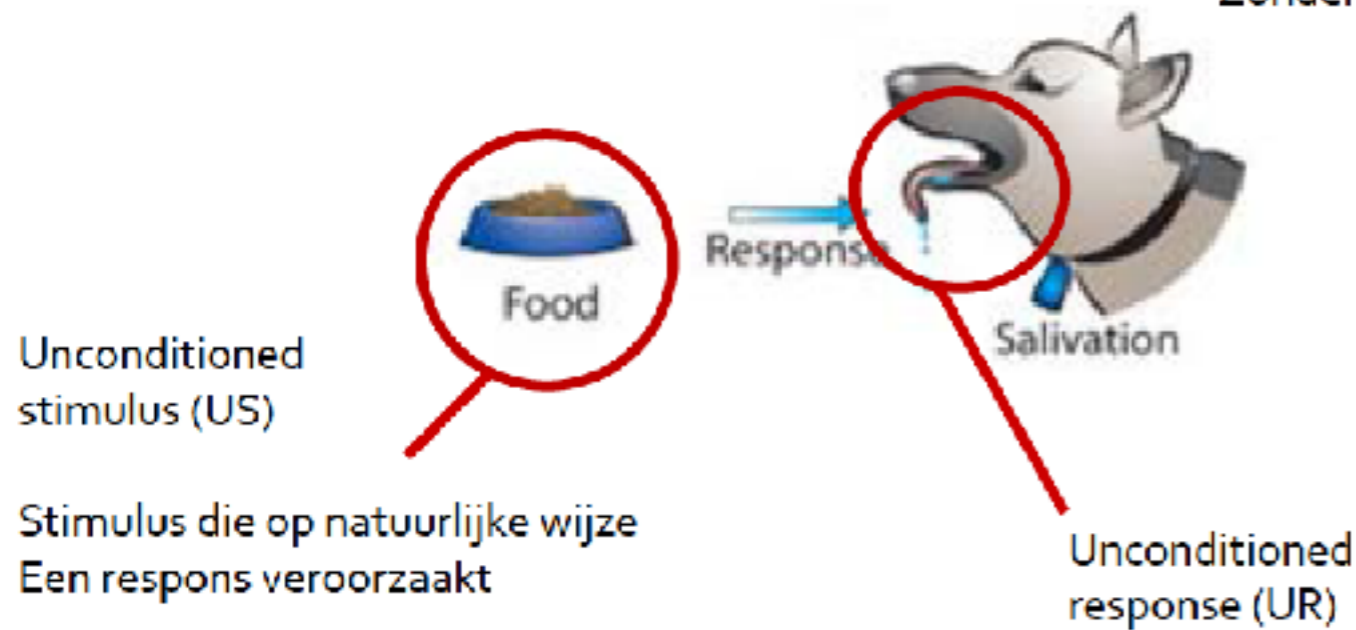 Response
Food
Salivation
Unconditioned
stimulus (US)
Stimulus die op natuurlijke wijze
Een respons veroorzaakt
Unconditioned
response (UR)